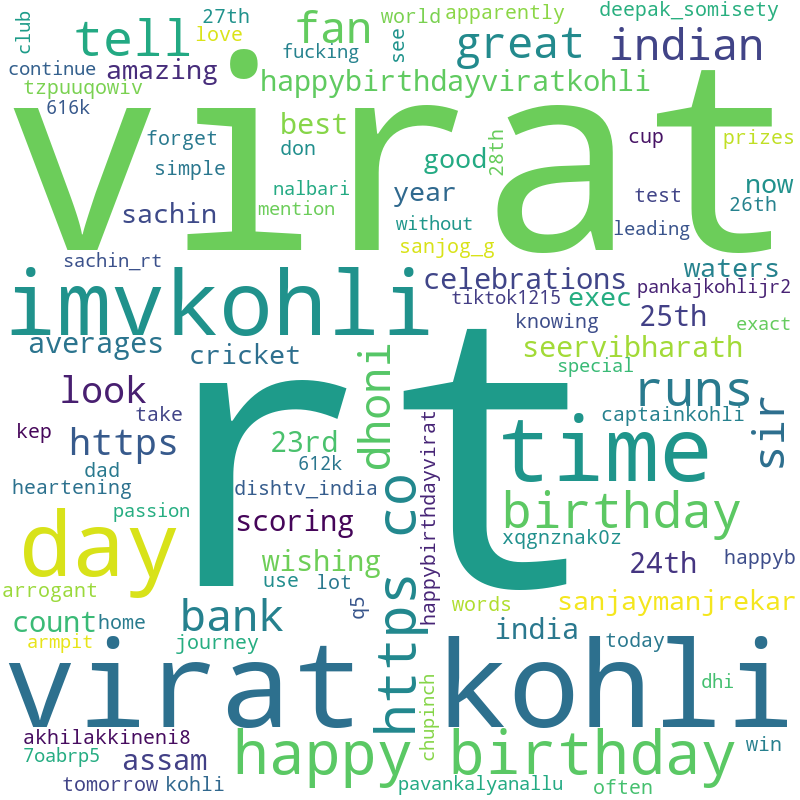 club
27th
love
fan
world
apparently
deepak_somisety
tell
fucking
see
great
indian
continue
amazing
happybirthdayviratkohli
tzpuuqowiv
616k
virat
best
forget
don
28th
cup
prizes
simple
good
nalbari
year
test
now
mention
26th
sachin
without
leading
sanjog_g
sachin_rt
imvkohli
celebrations
waters
tiktok1215
exec
pankajkohlijr2
knowing
25th
exact
averages
cricket
seervibharath
special
dhoni
look
runs
take
captainkohli
sir
kep
https
23rd
time
dad
612k
rt
heartening
dishtv_india
https co
happybirthdayvirat
passion
day
scoring
birthday
xqgnznak0z
wishing
24th
happyb
arrogant
use
lot
q5
words
sanjaymanjrekar
count
home
bank
india
armpit
journey
today
virat kohli
chupinch
dhi
akhilakkineni8
happy birthday
win
7oabrp5
assam
tomorrow
kohli
pavankalyanallu
often